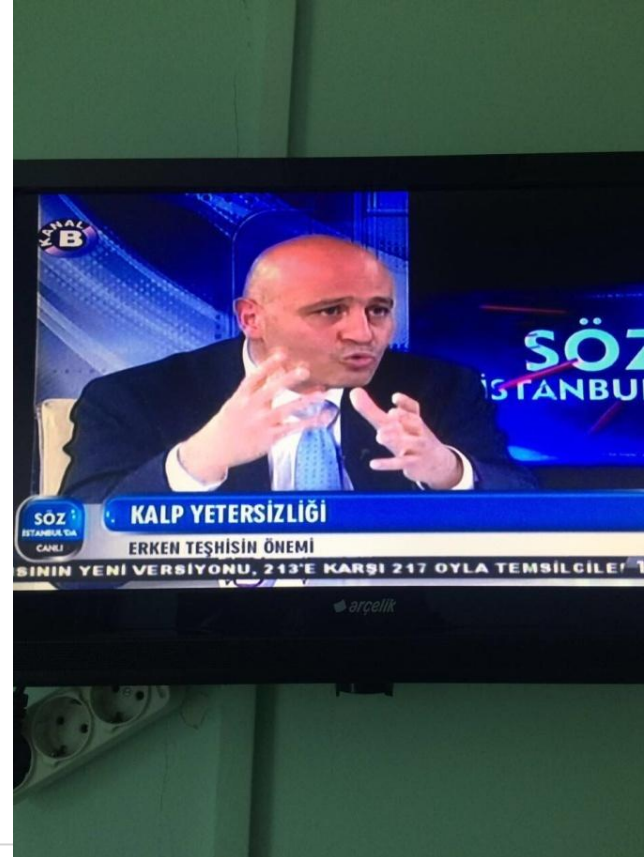 KANAL
B
SÖZ
İSTANBUL
SÖZ
İSTANBUL'DA
CANLI
KALP YETERSİZLİĞİ
ERKEN TEŞHİSİN ÖNEMİ
SININ YENİ VERSİYONU, 213'E KARŞI 217 OYLA TEMSİLCİLE
arçelik